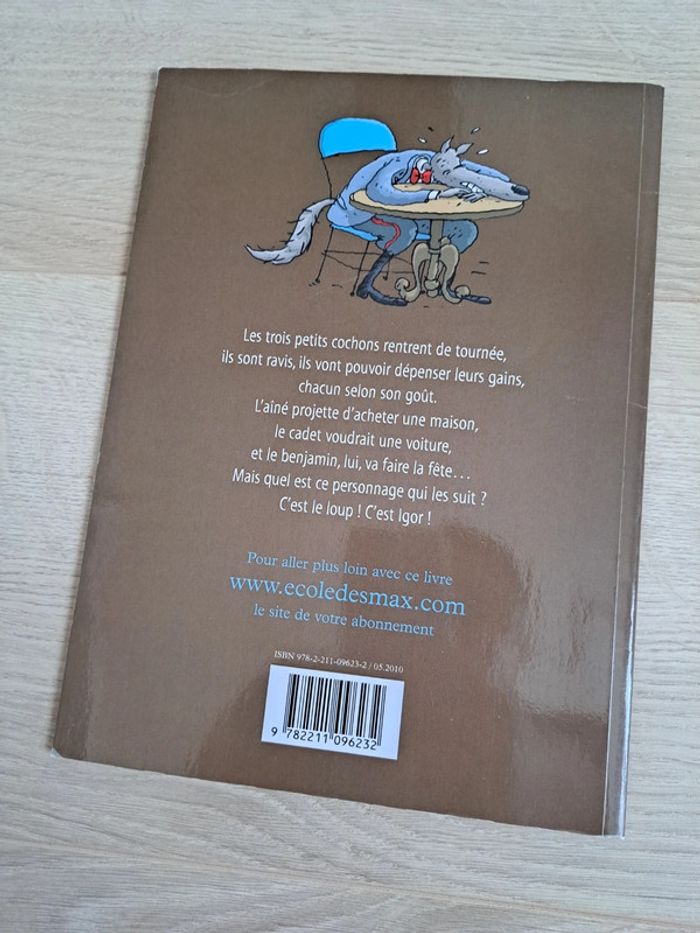 Les trois petits cochons rentrent de tournée,
ils sont ravis, ils vont pouvoir dépenser leurs gains,
chacun selon son goût.
L'aîné projette d'acheter une maison,
le cadet voudrait une voiture,
et le benjamin, lui, va faire la fête...
Mais quel est ce personnage qui les suit ?
C'est le loup ! C'est Igor !
Pour aller plus loin avec ce livre
www.ecoledesmax.com
le site de votre abonnement
ISBN 978-2-211-09623-2 / 05.2010
9 782211 096232